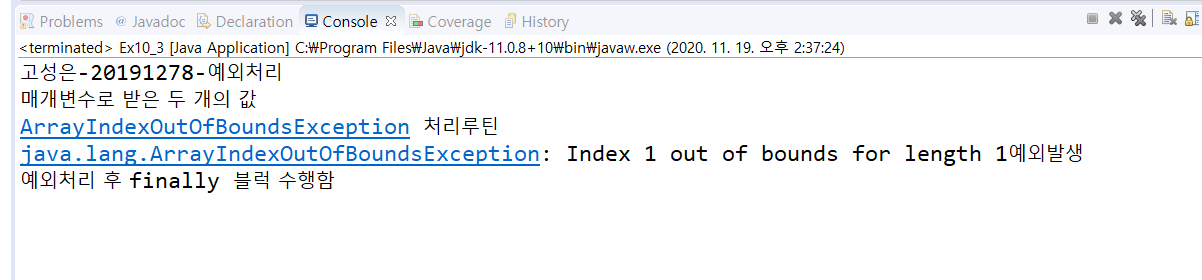 Problems @ Javadoc Declaration Console Coverage History
<terminated> Ex10_3 [Java Application] C:₩Program Files₩Java₩jdk-11.0.8+10₩bin₩javaw.exe (2020. 11. 19. 오후 2:37:24)
고성은-20191278-예외처리
매개변수로 받은 두 개의 값
ArrayIndexOutOfBoundsException 처리루틴
java.lang.ArrayIndexOutOfBoundsException: Index 1 out of bounds for length 1예외발생
예외처리 후 finally 블럭 수행함